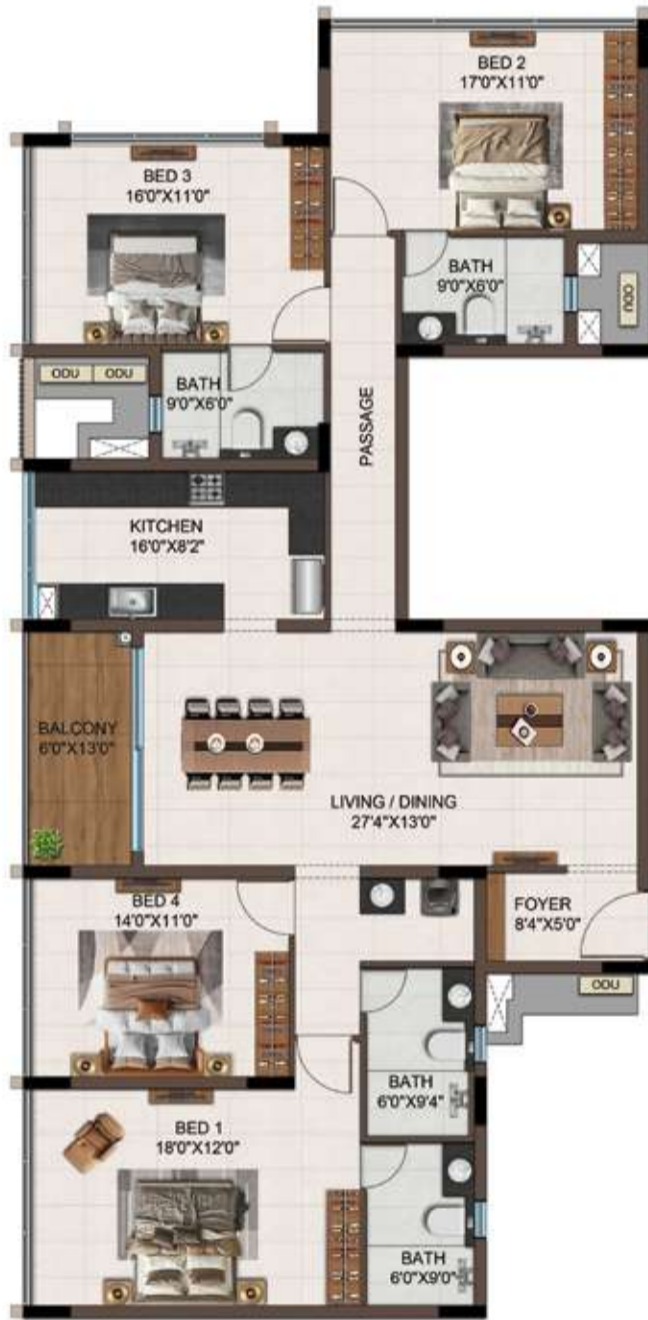 BED 2
17'0"X11'0"
BED 3
16'0"X11'0"
BATH
9'0"X6'0"
ODU
ODU ODU
BATH
9'0"X6'0"
PASSAGE
KITCHEN
16'0"X8'2"
BALCONY
6'0"X13'0"
LIVING / DINING
27'4"X13'0"
BED 4
14'0"X11'0"
FOYER
8'4"X5'0"
ODU
BATH
6'0"X9'4"
BED 1
18'0"X12'0"
BATH
6'0"X9'0"